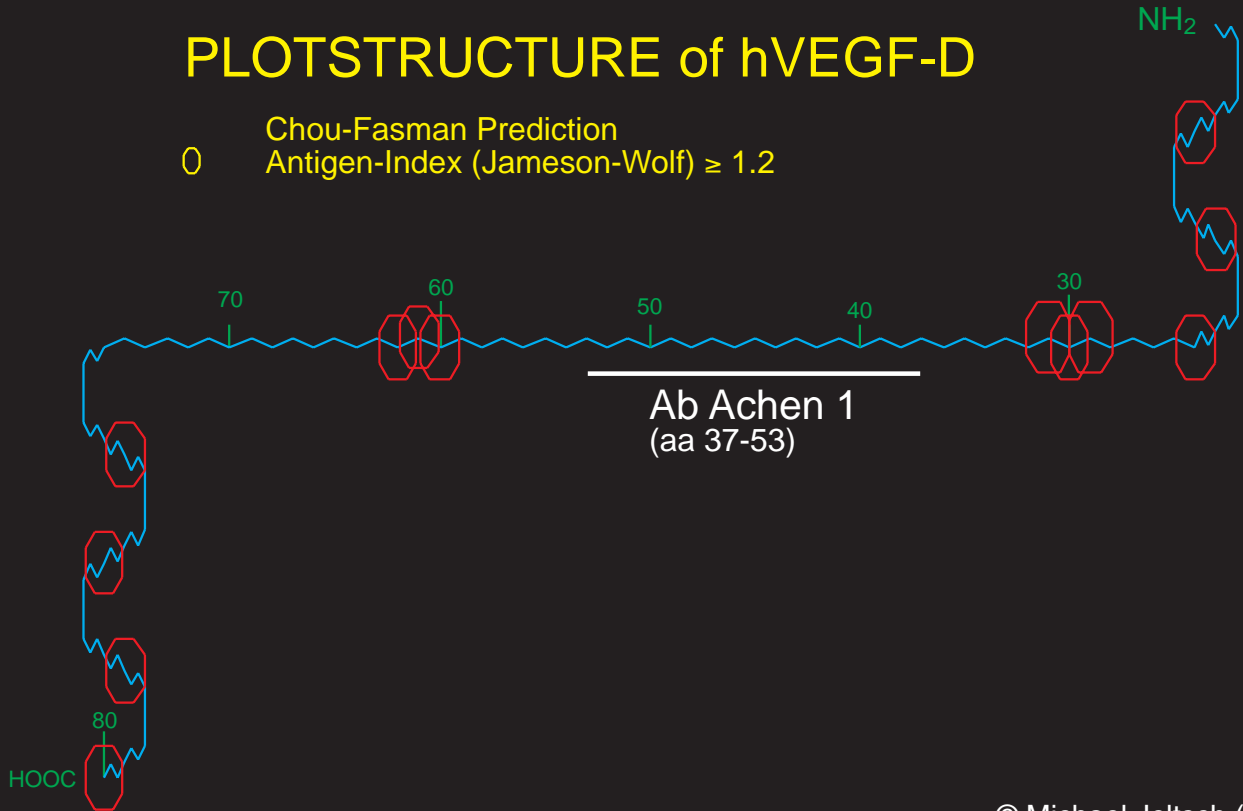 NH₂
PLOTSTRUCTURE of hVEGF-D
Chou-Fasman Prediction
Antigen-Index (Jameson-Wolf) ≥ 1.2
70
60
50
40
30
Ab Achen 1
(aa 37-53)
80
HOOC
© Michael